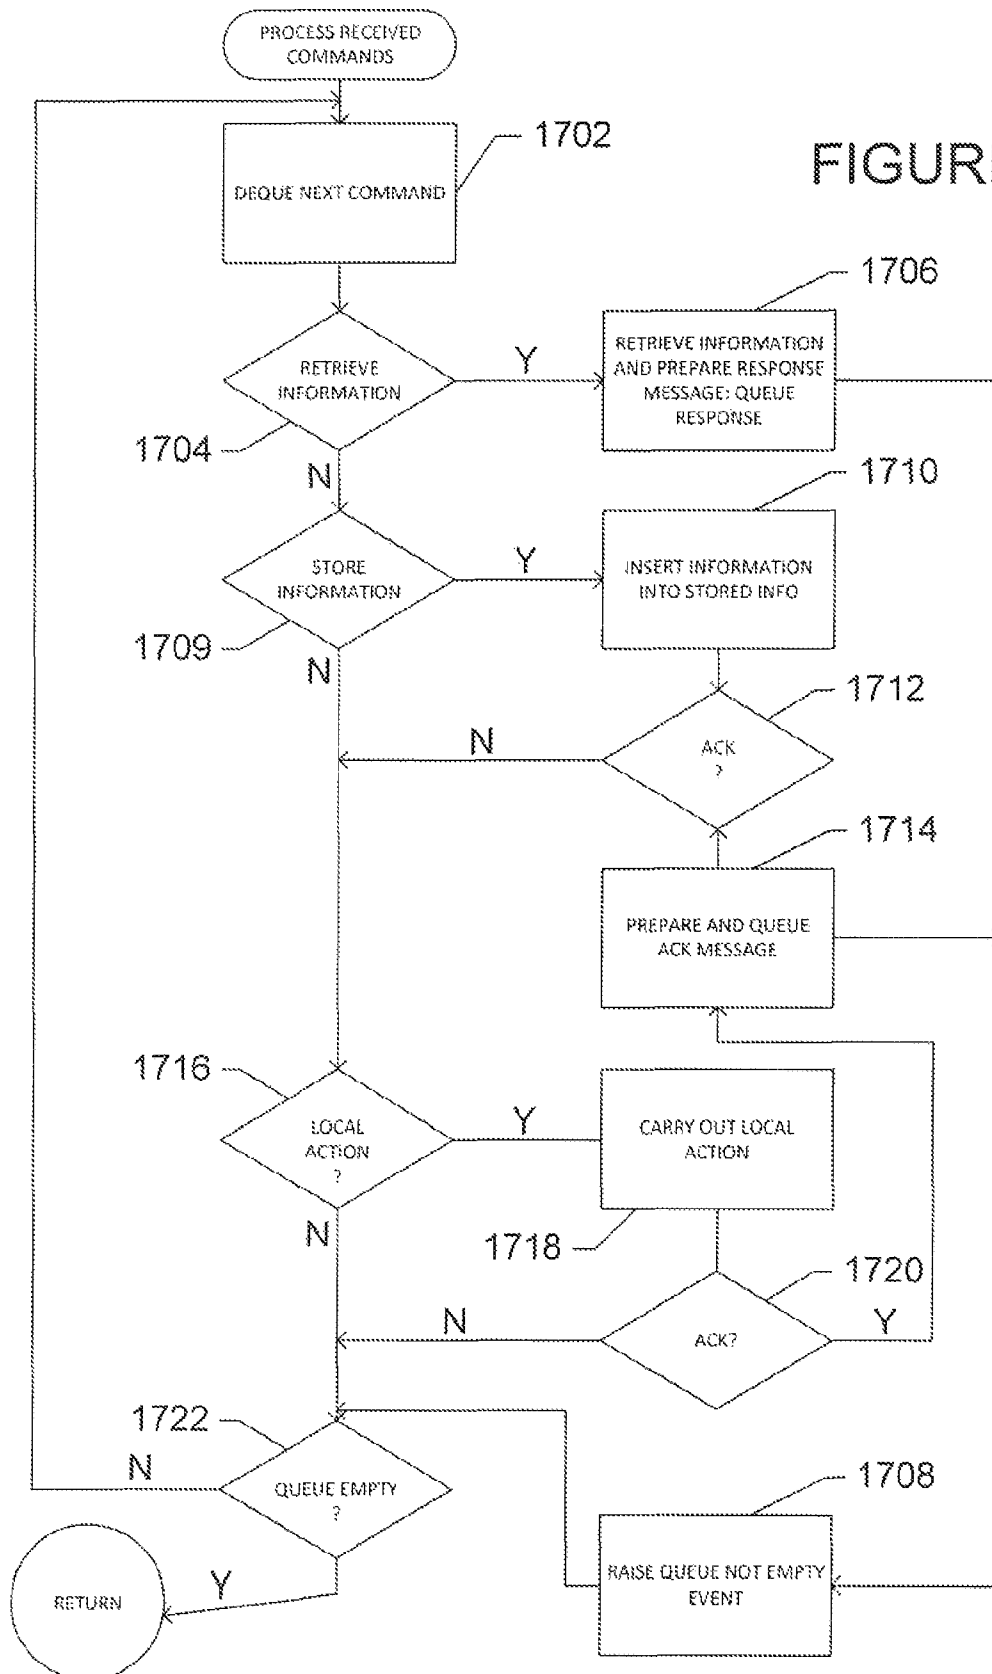 PROCESS RECEIVED
COMMANDS
1702
DEQUE NEXT COMMAND
FIGUR
1706
RETRIEVE INFORMATION
AND PREPARE RESPONSE
MESSAGE: QUEUE
RESPONSE
RETRIEVE
INFORMATION
Y
1704
N
1710
STORE
INFORMATION
Y
INSERT INFORMATION
INTO STORED INFO
1709
N
1712
ACK
?
N
1714
PREPARE AND QUEUE
ACK MESSAGE
1716
LOCAL
ACTION
?
Y
CARRY OUT LOCAL
ACTION
N
1718
1720
ACK?
N
Y
1722
QUEUE EMPTY
?
N
1708
RAISE QUEUE NOT EMPTY
EVENT
Y
RETURN